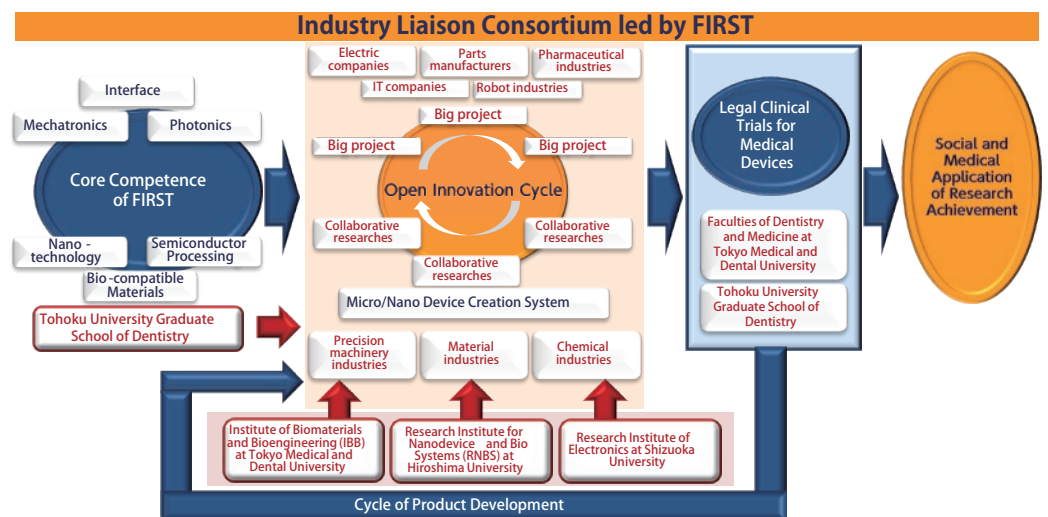 Industry Liaison Consortium led by FIRST
Interface
Mechatronics
Photonics
Core Competence
of FIRST
Nano -
technology
Semiconductor
Processing
Bio-compatible
Materials
Tohoku University Graduate
School of Dentistry
Electric
companies
Parts
manufacturers
Pharmaceutical
industries
IT companies
Robot industries
Big project
Big project
Big project
Open Innovation Cycle
Collaborative
researches
Collaborative
researches
Collaborative
researches
Micro/Nano Device Creation System
Precision
machinery
industries
Material
industries
Chemical
industries
Institute of Biomaterials
and Bioengineering (IBB)
at Tokyo Medical and
Dental University
Research Institute for
Nanodevice and Bio
Systems (RNBS) at
Hiroshima University
Research Institute of
Electronics at Shizuoka
University
Legal Clinical
Trials for
Medical
Devices
Faculties of Dentistry
and Medicine at
Tokyo Medical and
Dental University
Tohoku University
Graduate School of
Dentistry
Social and
Medical
Application
of Research
Achievement
Cycle of Product Development